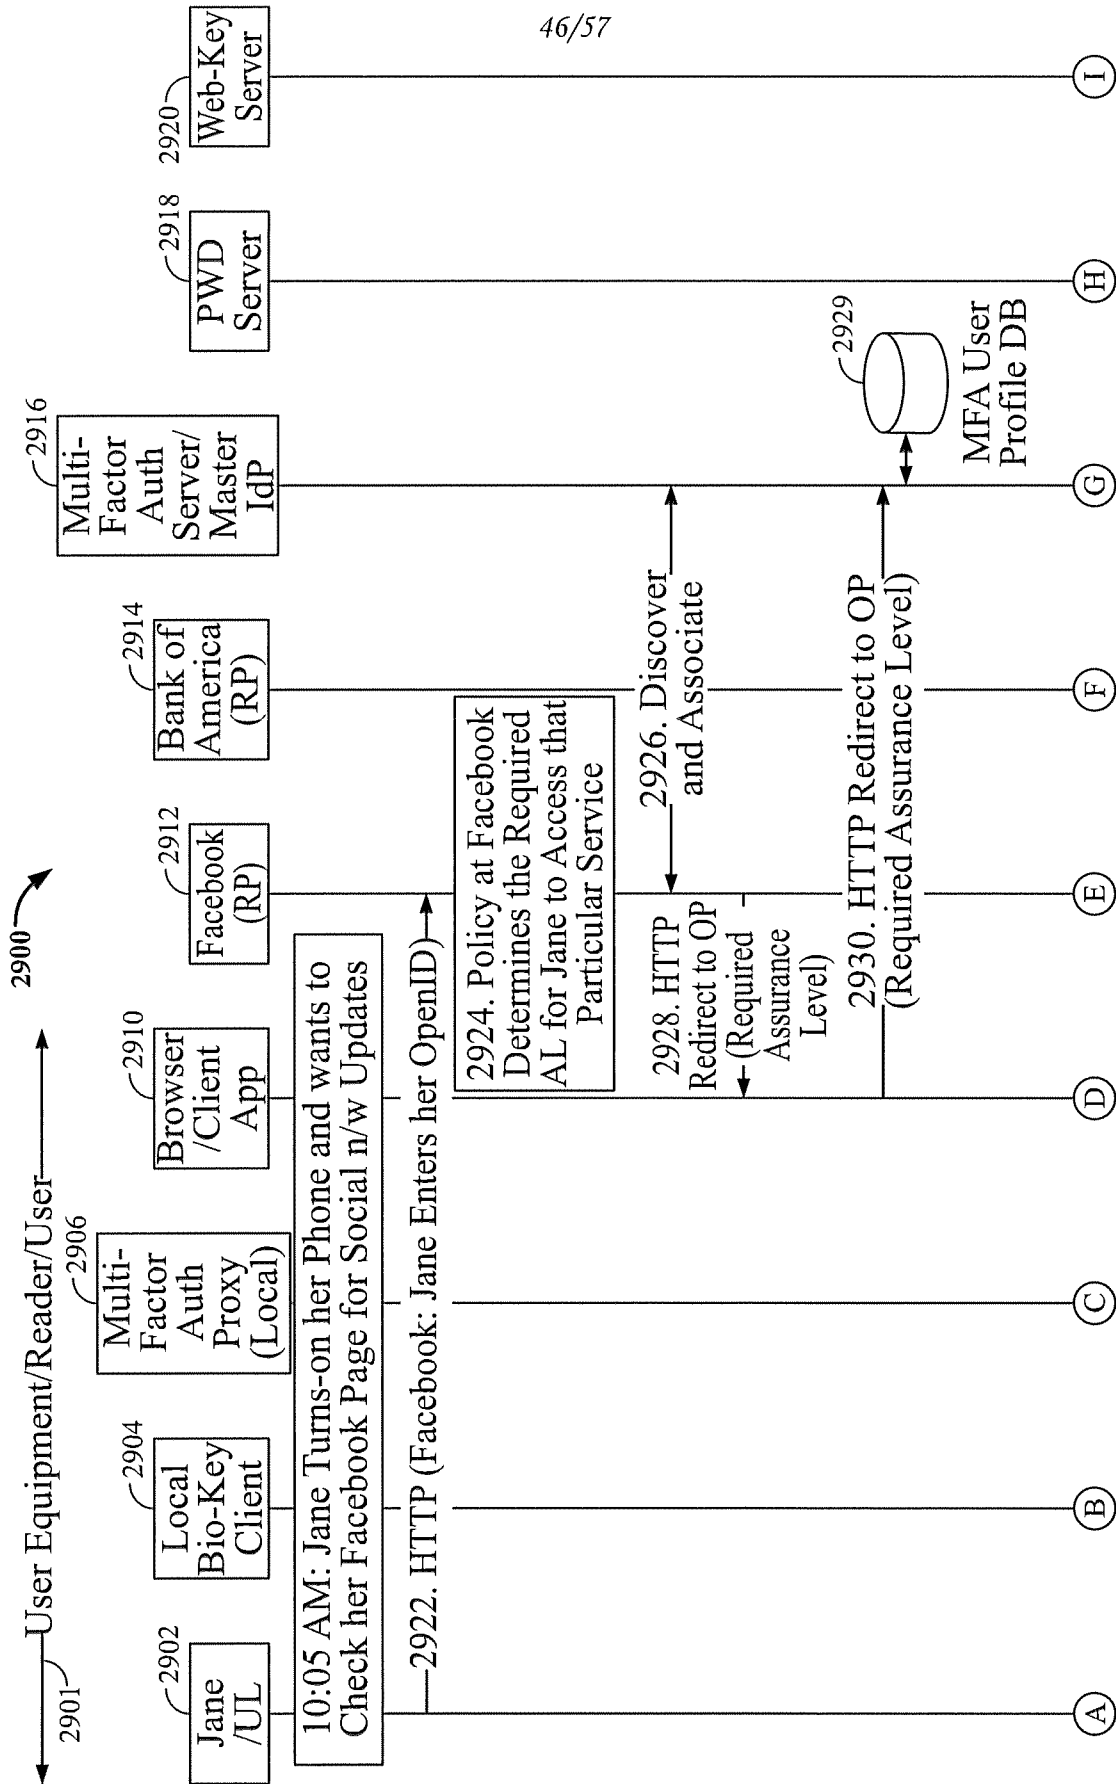 46/57
2900
User Equipment/Reader/User
2901
2902
Jane
/UL
2904
Local
Bio-Key
Client
2906
Multi-
Factor
Auth
Proxy
(Local)
2910
Browser
/Client
App
2912
Facebook
(RP)
2914
Bank of
America
(RP)
2916
Multi-
Factor
Auth
Server/
Master
IdP
2918
PWD
Server
2920
Web-Key
Server
10:05 AM: Jane Turns-on her Phone and wants to
Check her Facebook Page for Social n/w Updates
2922. HTTP (Facebook: Jane Enters her OpenID)
2924. Policy at Facebook
Determines the Required
AL for Jane to Access that
Particular Service
2926. Discover
and Associate
2928. HTTP
Redirect to OP
(Required
Assurance
Level)
2930. HTTP Redirect to OP
(Required Assurance Level)
2929
MFA User
Profile DB
A
B
C
D
E
F
G
H
I